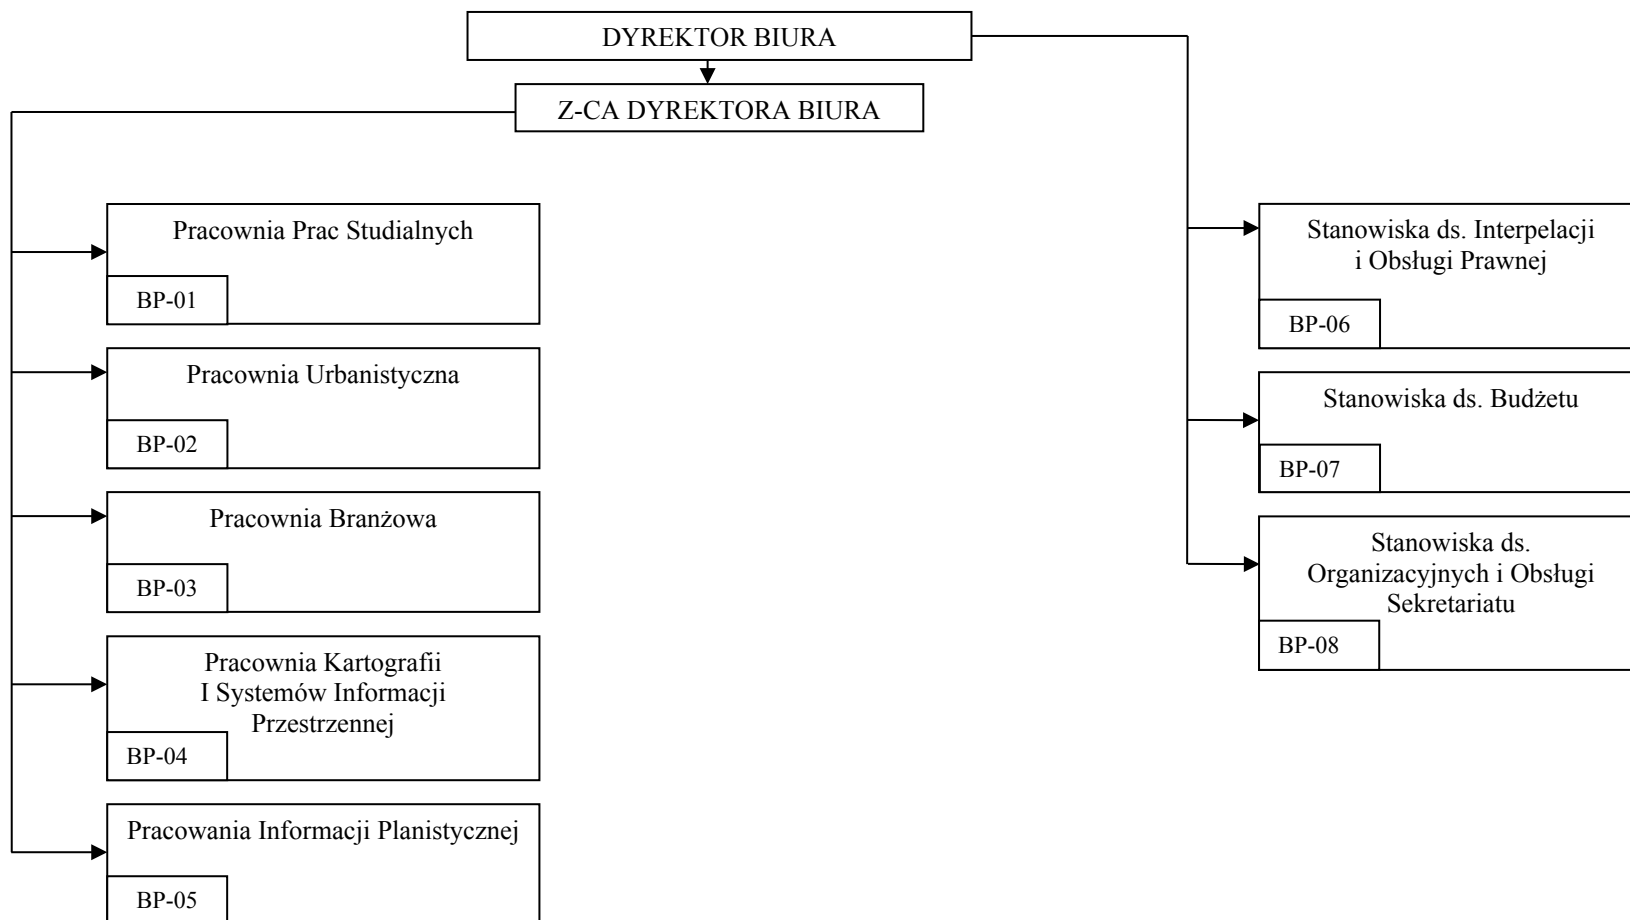 DYREKTOR BIURA
Z-CA DYREKTORA BIURA
Pracownia Prac Studialnych
BP-01
Pracownia Urbanistyczna
BP-02
Pracownia Branżowa
BP-03
Pracownia Kartografii
I Systemów Informacji
Przestrzennej
BP-04
Pracowania Informacji Planistycznej
BP-05
Stanowiska ds. Interpelacji
i Obsługi Prawnej
BP-06
Stanowiska ds. Budżetu
BP-07
Stanowiska ds.
Organizacyjnych i Obsługi
Sekretariatu
BP-08